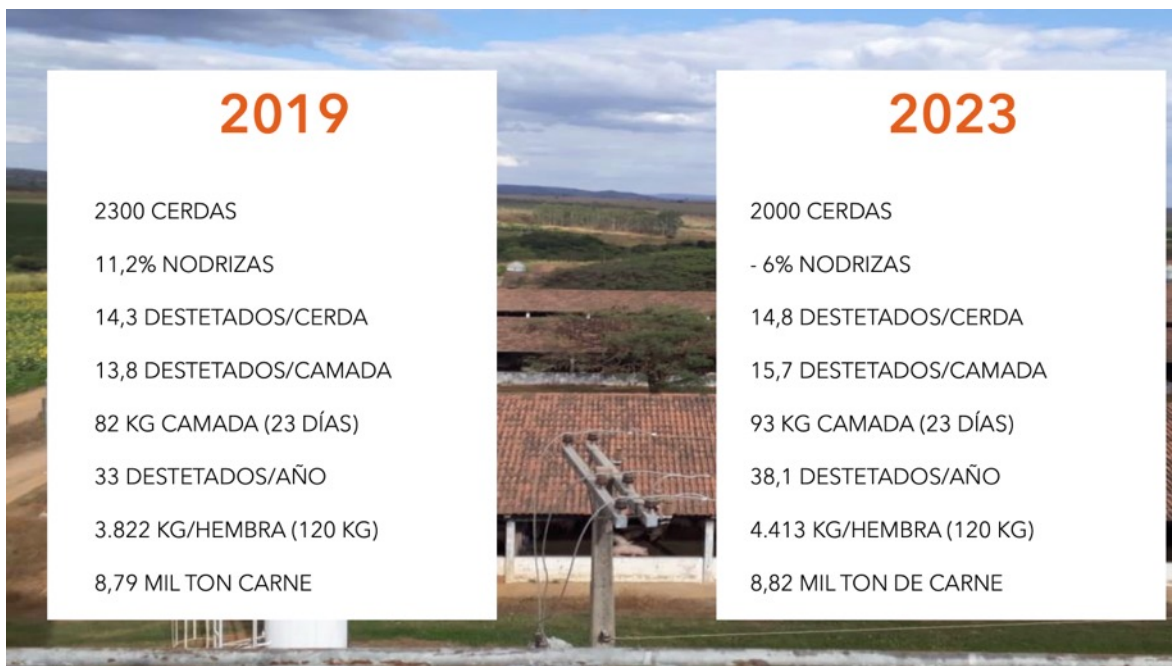 2019
2300 CERDAS
11,2% NODRIZAS
14,3 DESTETADOS/CERDA
13,8 DESTETADOS/CAMADA
82 KG CAMADA (23 DÍAS)
33 DESTETADOS/AÑO
3.822 KG/HEMBRA (120 KG)
8,79 MIL TON CARNE
2023
2000 CERDAS
- 6% NODRIZAS
14,8 DESTETADOS/CERDA
15,7 DESTETADOS/CAMADA
93 KG CAMADA (23 DÍAS)
38,1 DESTETADOS/AÑO
4.413 KG/HEMBRA (120 KG)
8,82 MIL TON DE CARNE